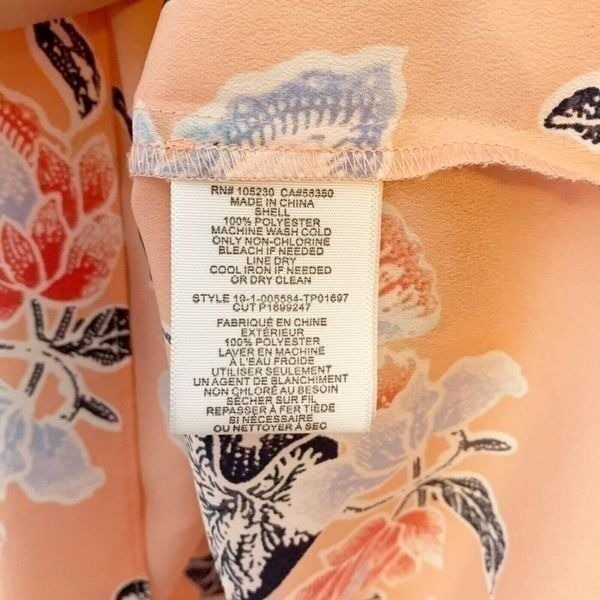 RN# 105230 CA#58350
MADE IN CHINA
SHELL
100% POLYESTER
MACHINE WASH COLD
ONLY NON-CHLORINE
BLEACH IF NEEDED
LINE DRY
COOL IRON IF NEEDED
OR DRY CLEAN
STYLE 19-1-005584-TP01697
CUT P1699247
FABRIQUÉ EN CHINE
EXTÉRIEUR
100% POLYESTER
LAVER EN MACHINE
À L'EAU FROIDE
UTILISER SEULEMENT
UN AGENT DE BLANCHIMENT
NON CHLORÉ AU BESOIN
SÉCHER SUR FIL
REPASSER À FER TIÈDE
SI NÉCESSAIRE
OU NETTOYER À SEC